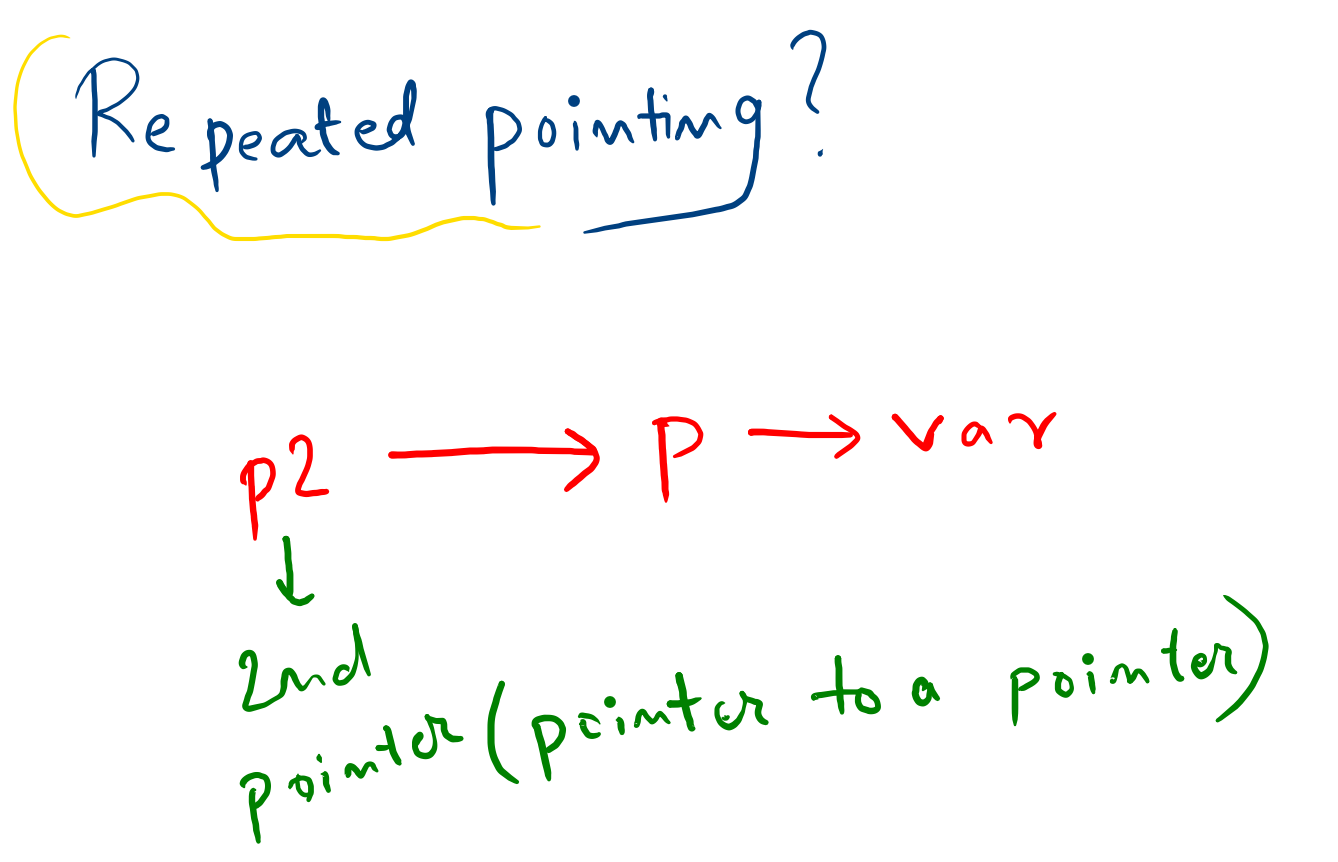 Repeated pointing?
p2 → P → var
↓
2nd
pointer (pointer to a pointer)